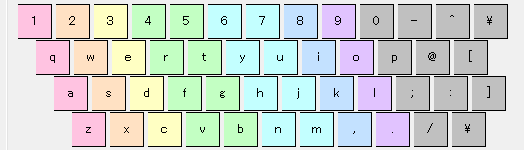 1 2 3 4 5 6 7 8 9 0 - ^ ¥
q w e r t y u i o p @ [
a s d f g h j k l ; : ]
z x c v b n m , . / ¥